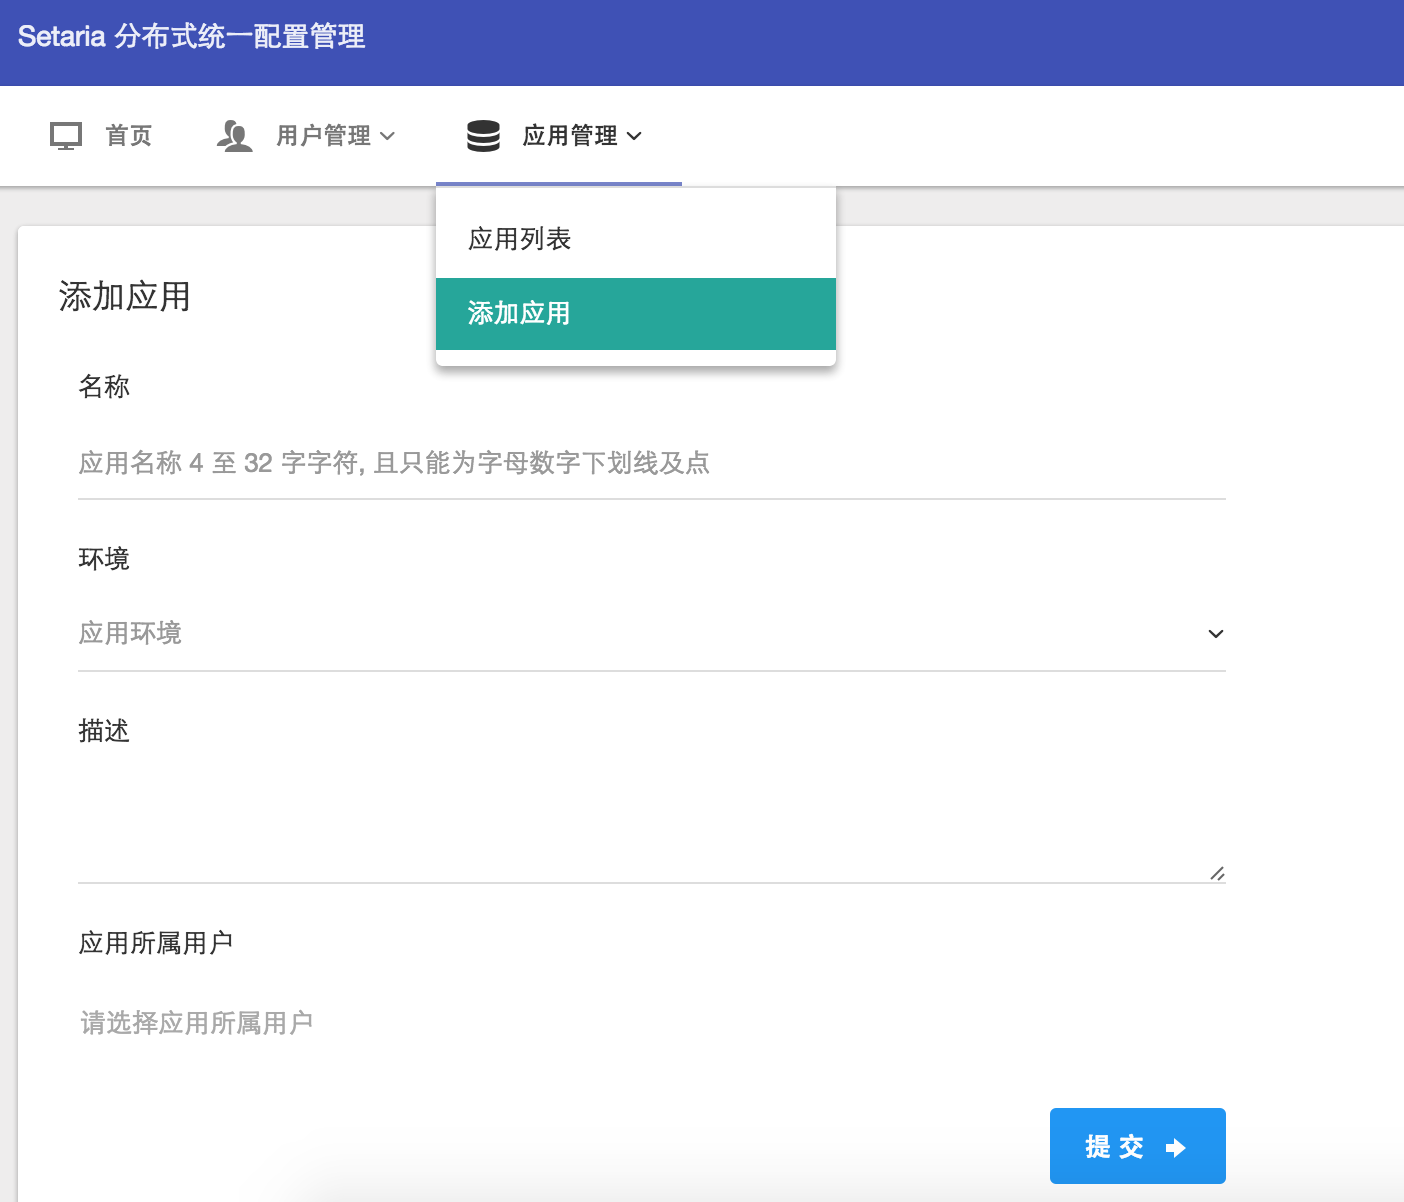 Setaria 分布式统一配置管理
首页 用户管理 应用管理
应用列表
添加应用
添加应用
名称
应用名称 4 至 32 字字符, 且只能为字母数字下划线及点
环境
应用环境
描述
应用所属用户
请选择应用所属用户
提 交